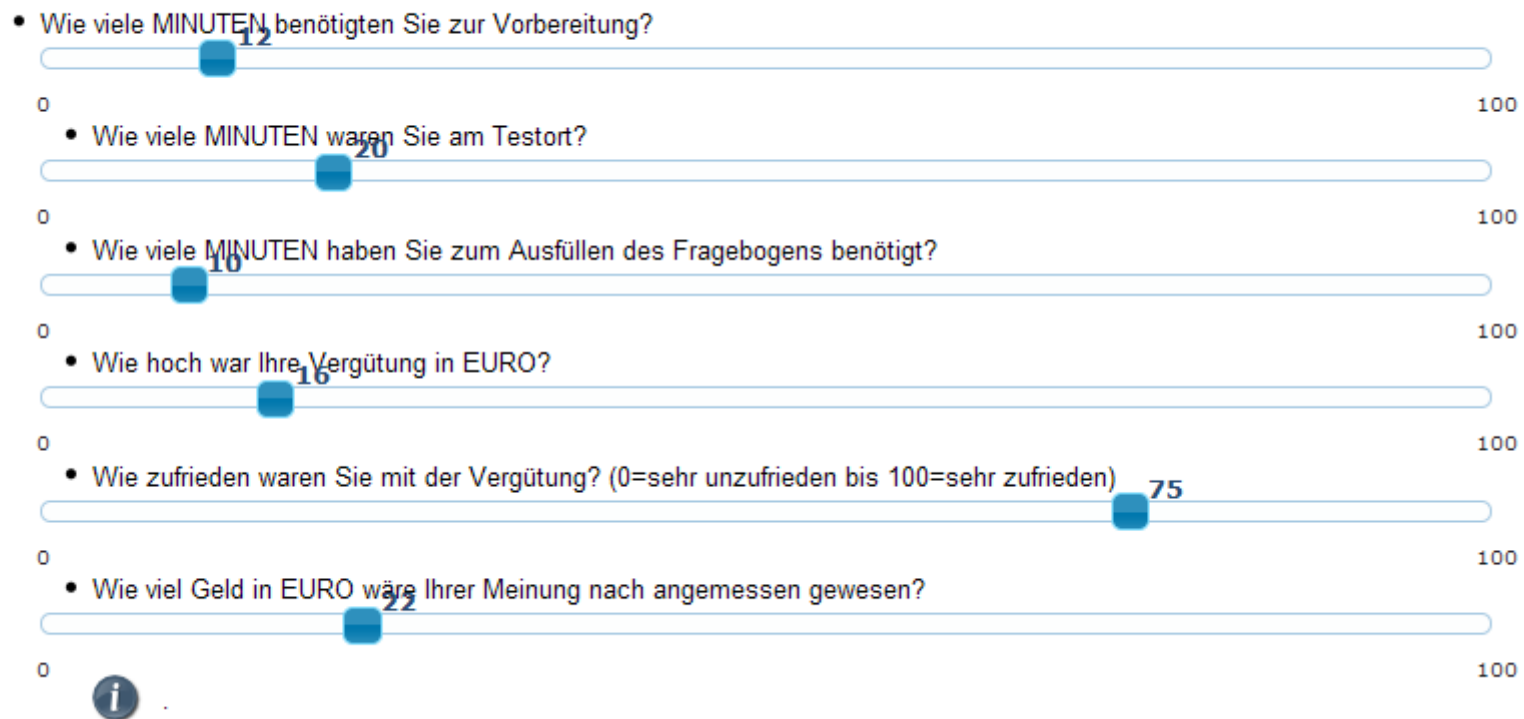 Wie viele MINUTEN benötigten Sie zur Vorbereitung?
12
0 100
Wie viele MINUTEN waren Sie am Testort?
20
0 100
Wie viele MINUTEN haben Sie zum Ausfüllen des Fragebogens benötigt?
10
0 100
Wie hoch war Ihre Vergütung in EURO?
16
0 100
Wie zufrieden waren Sie mit der Vergütung? (0=sehr unzufrieden bis 100=sehr zufrieden)
75
0 100
Wie viel Geld in EURO wäre Ihrer Meinung nach angemessen gewesen?
22
0 100
i .